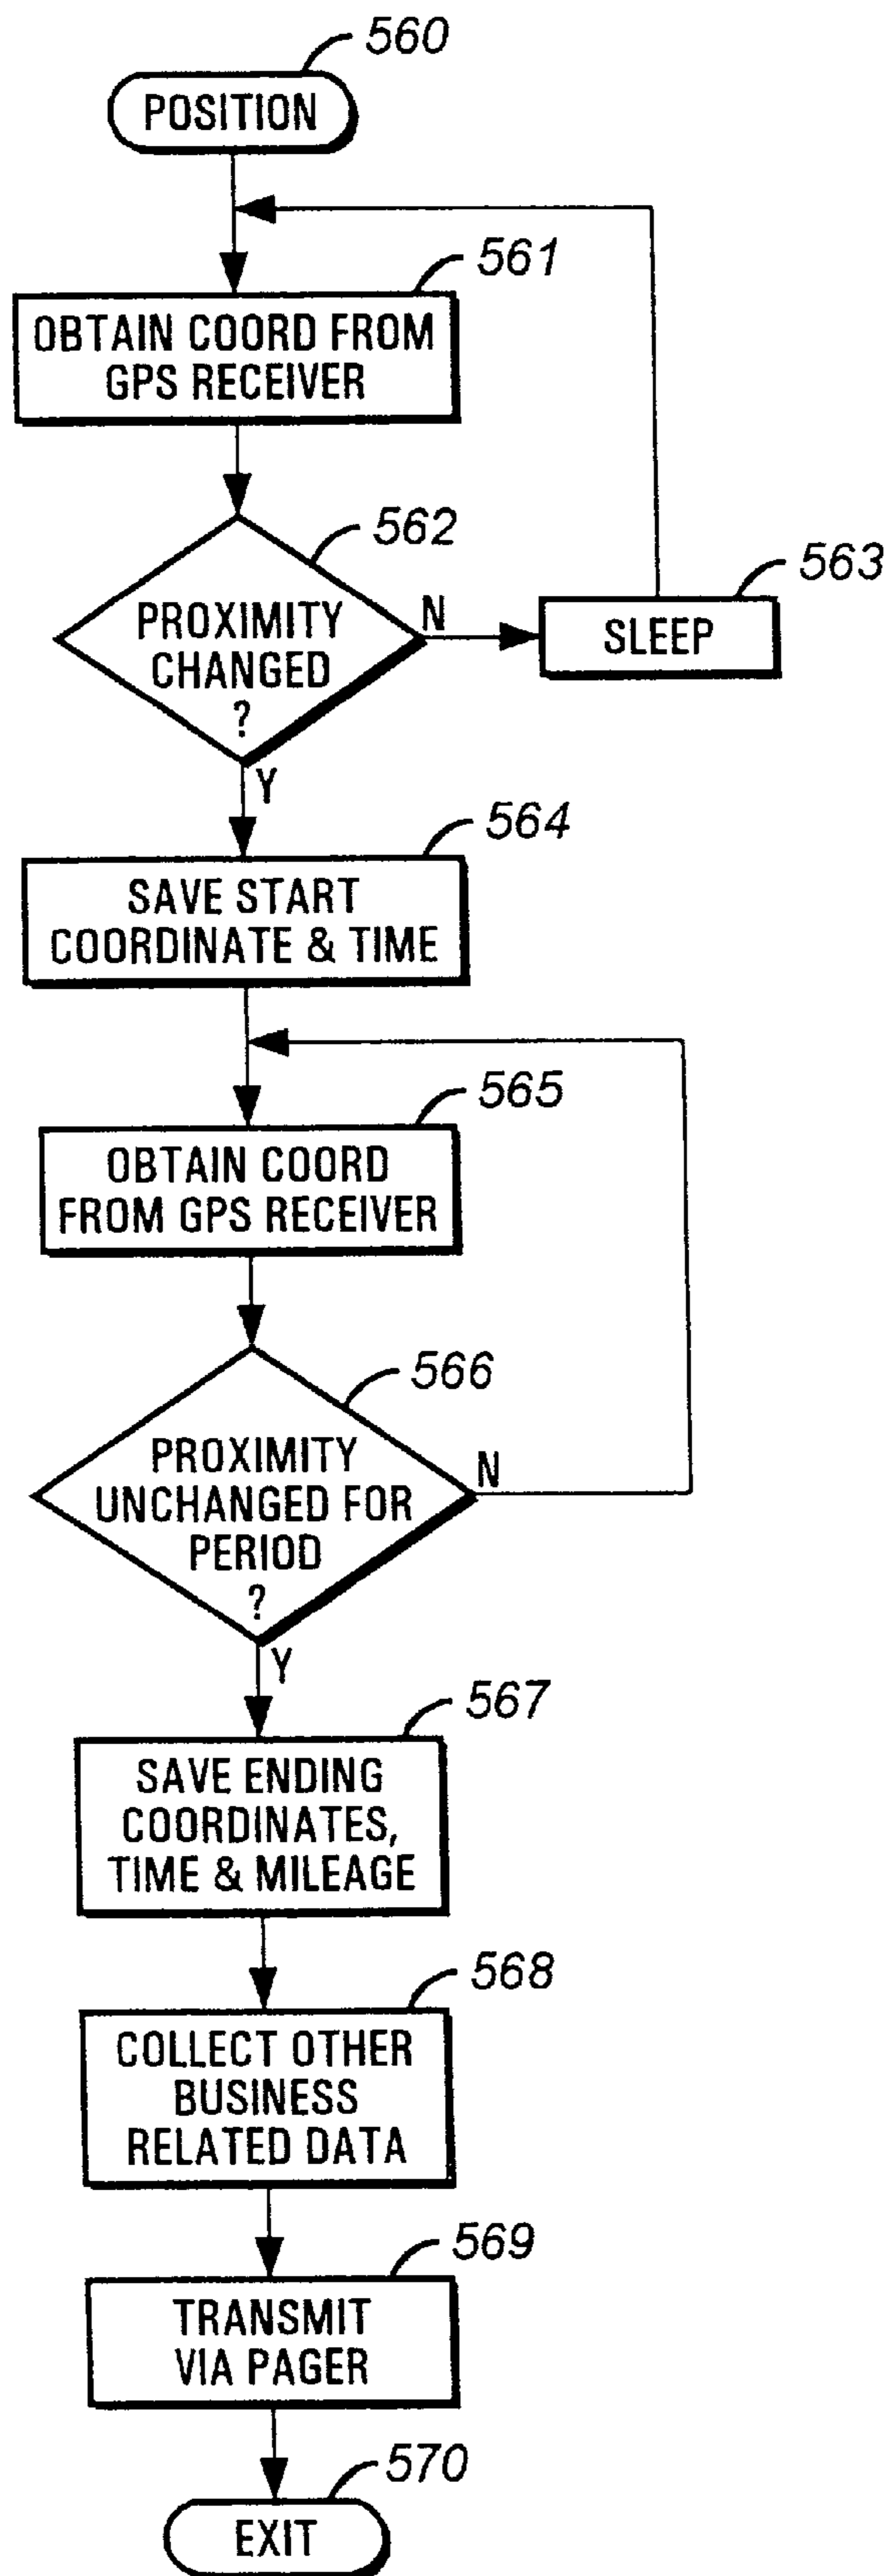 560
POSITION
561
OBTAIN COORD FROM
GPS RECEIVER
562
PROXIMITY
CHANGED
?
N
563
SLEEP
Y
564
SAVE START
COORDINATE & TIME
565
OBTAIN COORD
FROM GPS RECEIVER
566
PROXIMITY
UNCHANGED FOR
PERIOD
?
N
Y
567
SAVE ENDING
COORDINATES,
TIME & MILEAGE
568
COLLECT OTHER
BUSINESS
RELATED DATA
569
TRANSMIT
VIA PAGER
570
EXIT